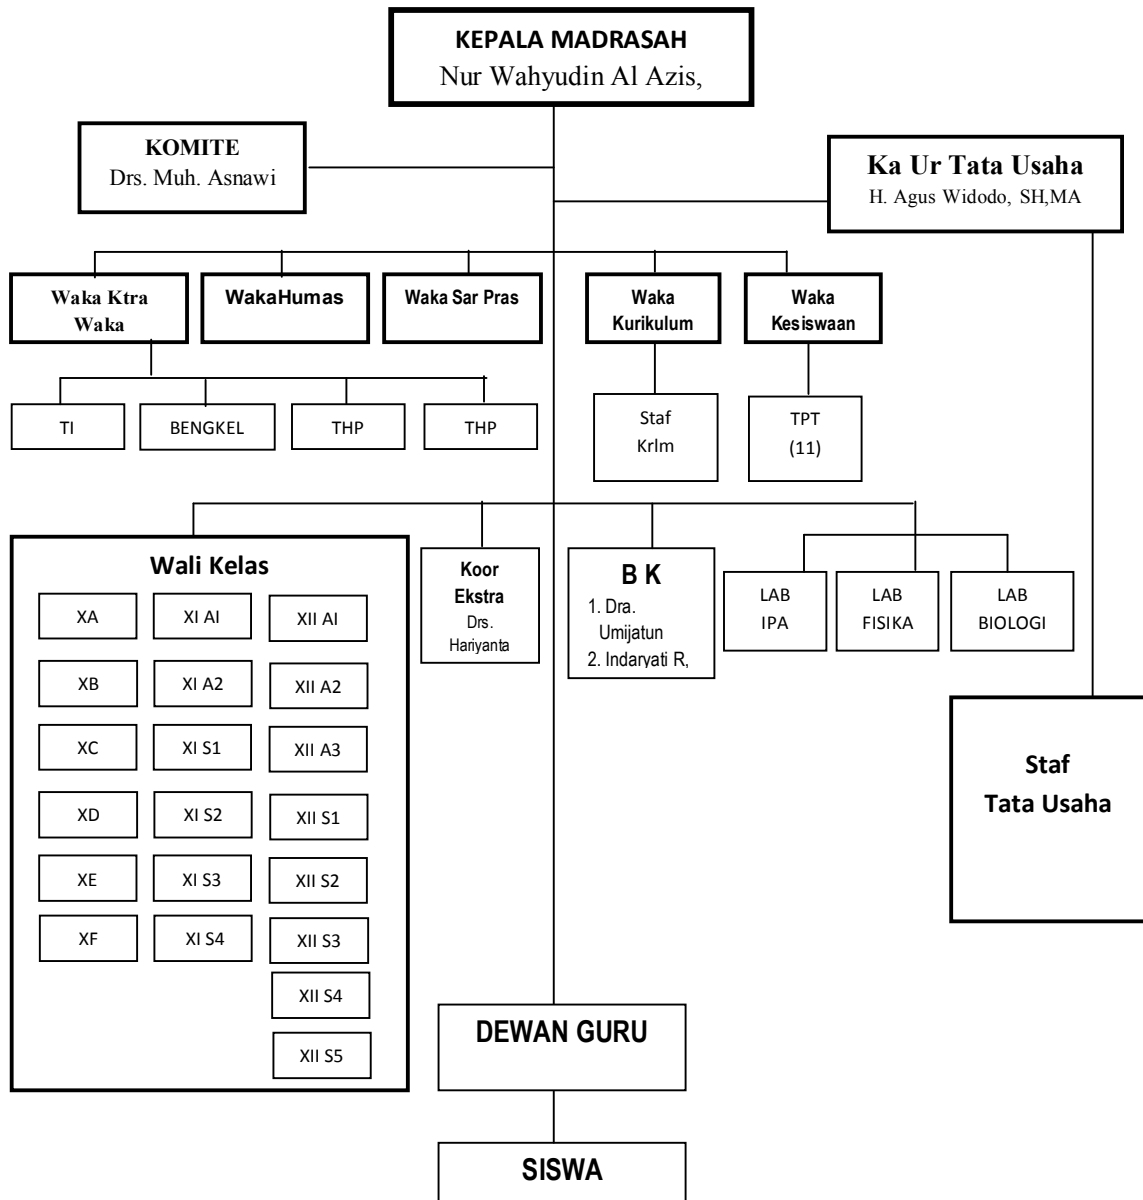 KEPALA MADRASAH
Nur Wahyudin Al Azis,
KOMITE
Drs. Muh. Asnawi
Ka Ur Tata Usaha
H. Agus Widodo, SH,MA
Waka Ktra
Waka
WakaHumas
Waka Sar Pras
Waka
Kurikulum
Waka
Kesiswaan
TI
BENGKEL
THP
THP
Staf
Krlm
TPT
(11)
Wali Kelas
XA
XI AI
XII AI
XB
XI A2
XII A2
XC
XI S1
XII A3
XD
XI S2
XII S1
XE
XI S3
XII S2
XF
XI S4
XII S3
XII S4
XII S5
Koor
Ekstra
Drs.
Hariyanta
B K
1. Dra.
Umijatun
2. Indaryati R,
LAB
IPA
LAB
FISIKA
LAB
BIOLOGI
Staf
Tata Usaha
DEWAN GURU
SISWA